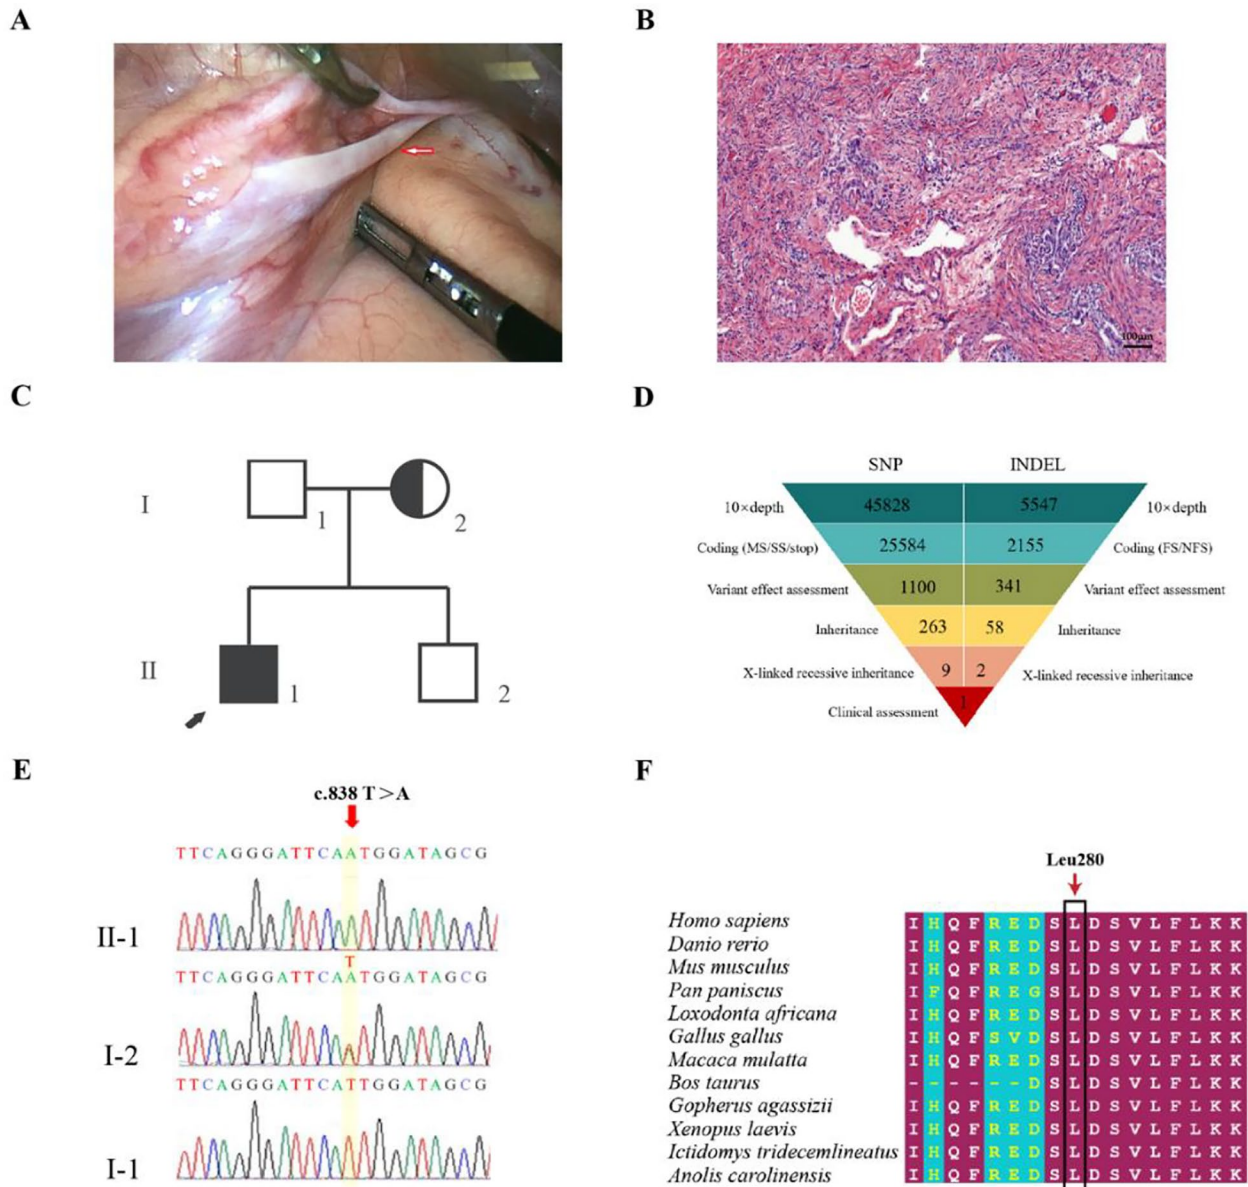 A
B
100μm
C
I
1
2
II
1
2
D
SNP
INDEL
10×depth
45828
5547
10×depth
Coding (MS/SS/stop)
25584
2155
Coding (FS/NFS)
Variant effect assessment
1100
341
Variant effect assessment
Inheritance
263
58
Inheritance
X-linked recessive inheritance
9
2
X-linked recessive inheritance
Clinical assessment
1
E
c.838 T>A
TTCAGGGATTCAATGGATAGCG
II-1
T
TTCAGGGATTCAATGGATAGCG
I-2
TTCAGGGATTCATTGGATAGCG
I-1
F
Leu280
Homo sapiens I H Q F R E D S L D S V L F L K K
Danio rerio I H Q F R E D S L D S V L F L K K
Mus musculus I H Q F R E D S L D S V L F L K K
Pan paniscus I F Q F R E G S L D S V L F L K K
Loxodonta africana I H Q F R E D S L D S V L F L K K
Gallus gallus I H Q F S V D S L D S V L F L K K
Macaca mulatta I H Q F R E D S L D S V L F L K K
Bos taurus - - - - - - D S L D S V L F L K K
Gopherus agassizii I H Q F R E D S L D S V L F L K K
Xenopus laevis I H Q F R E D S L D S V L F L K K
Ictidomys tridecemlineatus I H Q F R E D S L D S V L F L K K
Anolis carolinensis I H Q F R E D S L D S V L F L K K